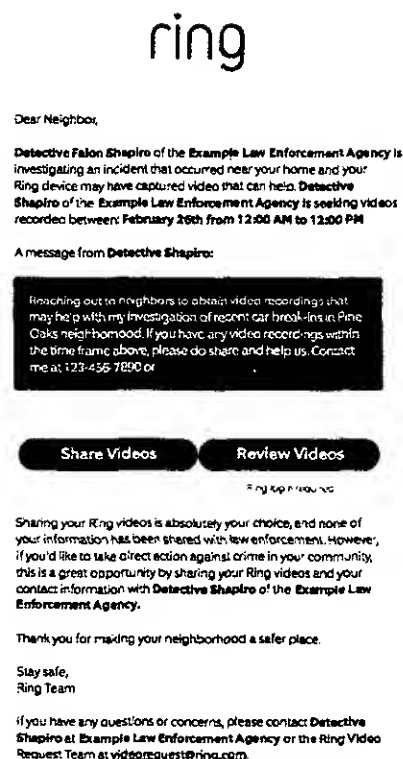 ring
Dear Neighbor,
Detective Falon Shapiro of the Example Law Enforcement Agency is
investigating an incident that occurred near your home and your
Ring device may have captured video that can help. Detective
Shapiro of the Example Law Enforcement Agency is seeking videos
recorded between: February 26th from 12:00 AM to 12:00 PM
A message from Detective Shapiro:
Reaching out to neighbors to obtain video recordings that
may help with my investigation of recent car break-ins in Pine
Oaks neighborhood. If you have any video recordings within
the time frame above, please do share and help us. Contact
me at 123-456-7890 or
Share Videos Review Videos
Ring login required
Sharing your Ring videos is absolutely your choice, and none of
your information has been shared with law enforcement. However,
if you'd like to take direct action against crime in your community,
this is a great opportunity by sharing your Ring videos and your
contact information with Detective Shapiro of the Example Law
Enforcement Agency.
Thank you for making your neighborhood a safer place.
Stay safe,
Ring Team
If you have any questions or concerns, please contact Detective
Shapiro at Example Law Enforcement Agency or the Ring Video
Request Team at videorequest@ring.com.